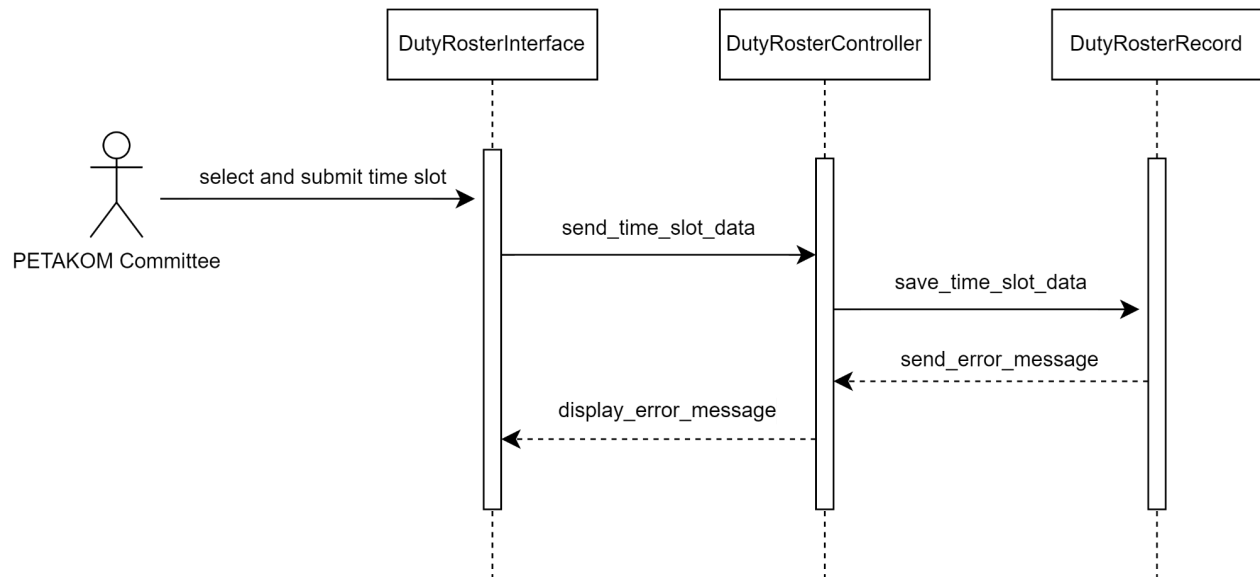 DutyRosterInterface
DutyRosterController
DutyRosterRecord
select and submit time slot
PETAKOM Committee
send_time_slot_data
save_time_slot_data
send_error_message
display_error_message